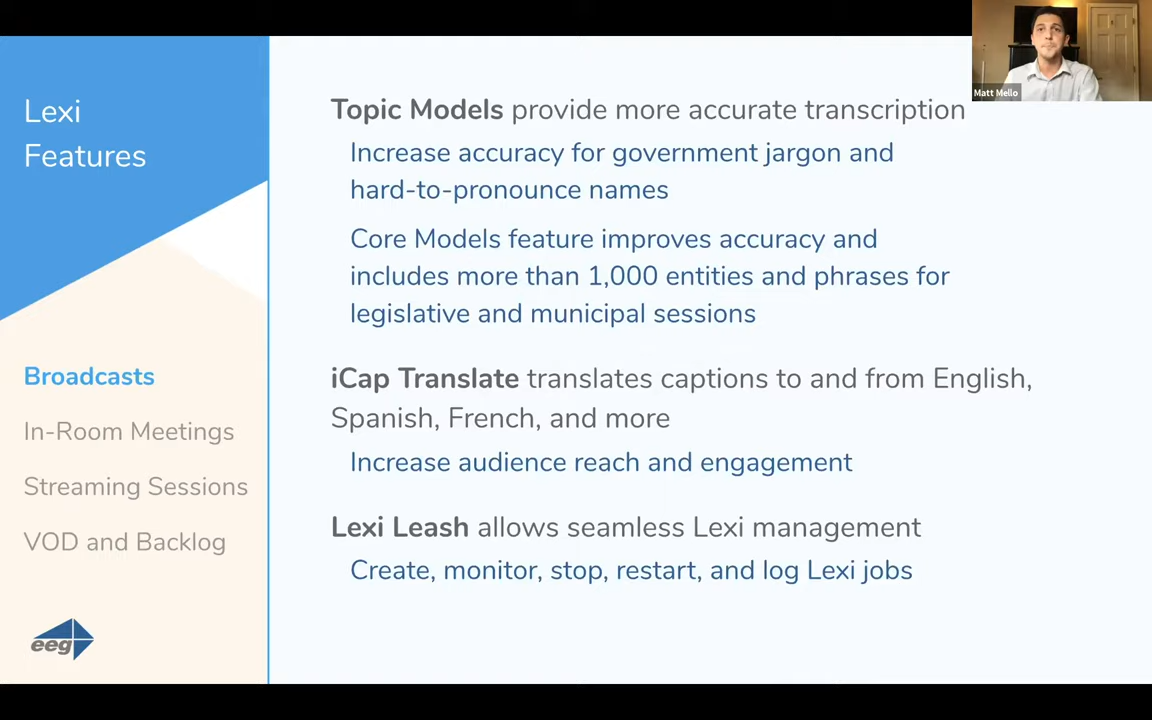 Lexi
Features
Broadcasts
In-Room Meetings
Streaming Sessions
VOD and Backlog
eeg
Topic Models provide more accurate transcription
Increase accuracy for government jargon and
hard-to-pronounce names
Core Models feature improves accuracy and
includes more than 1,000 entities and phrases for
legislative and municipal sessions
iCap Translate translates captions to and from English,
Spanish, French, and more
Increase audience reach and engagement
Lexi Leash allows seamless Lexi management
Create, monitor, stop, restart, and log Lexi jobs
Matt Mello